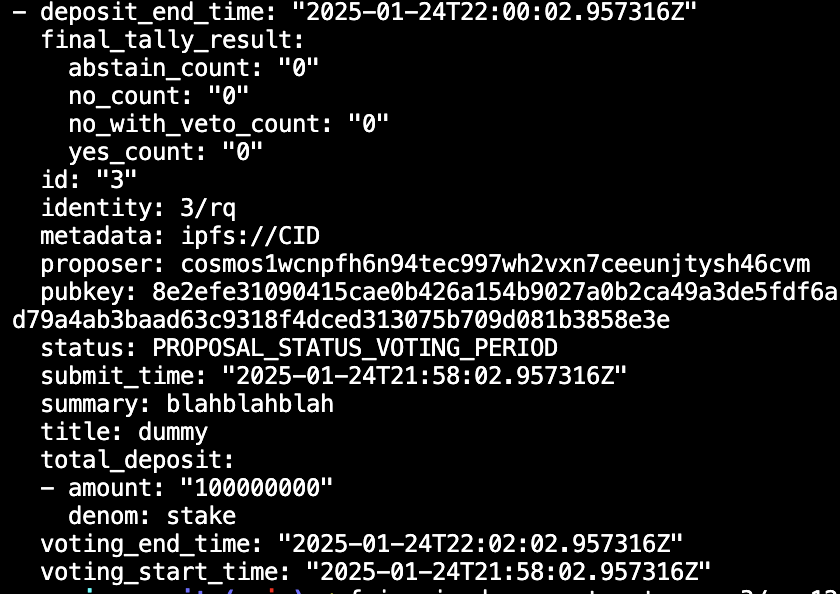 - deposit_end_time: "2025-01-24T22:00:02.957316Z"
final_tally_result:
abstain_count: "0"
no_count: "0"
no_with_veto_count: "0"
yes_count: "0"
id: "3"
identity: 3/rq
metadata: ipfs://CID
proposer: cosmos1wcnpfh6n94tec997wh2vxn7ceeunjtysh46cvm
pubkey: 8e2efe31090415cae0b426a154b9027a0b2ca49a3de5fdf6a
d79a4ab3baad63c9318f4dced313075b709d081b3858e3e
status: PROPOSAL_STATUS_VOTING_PERIOD
submit_time: "2025-01-24T21:58:02.957316Z"
summary: blahblahblah
title: dummy
total_deposit:
- amount: "100000000"
denom: stake
voting_end_time: "2025-01-24T22:02:02.957316Z"
voting_start_time: "2025-01-24T21:58:02.957316Z"